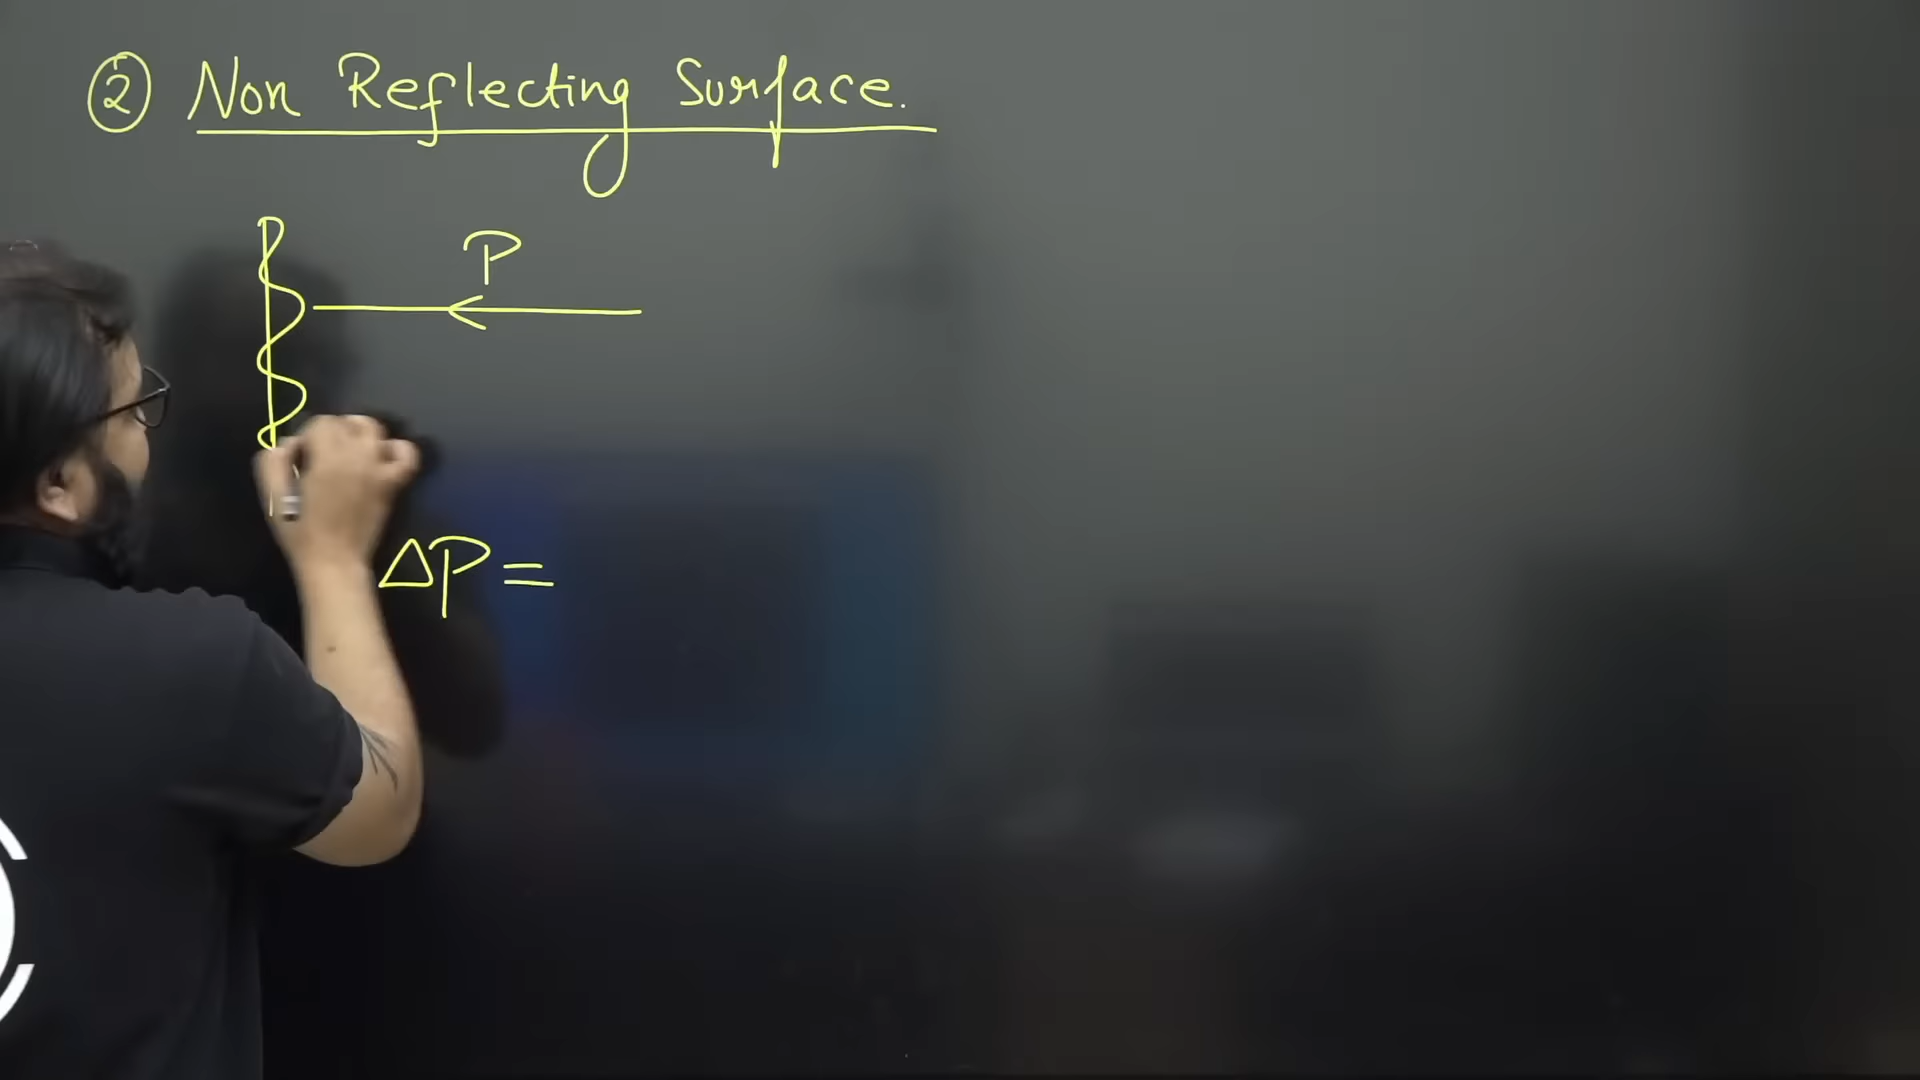 ② Non Reflecting Surface.
P
ΔP =